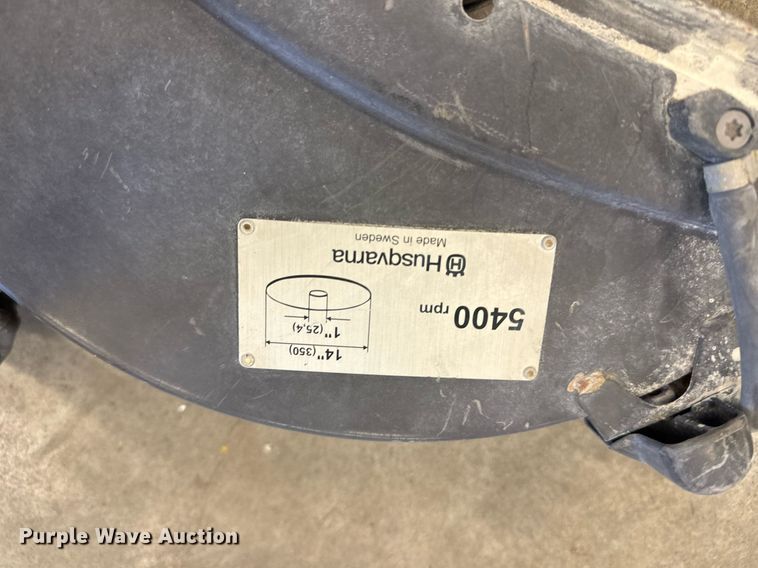 14" (350)
1" (25,4)
5400 rpm
Husqvarna
Made in Sweden
Purple Wave Auction